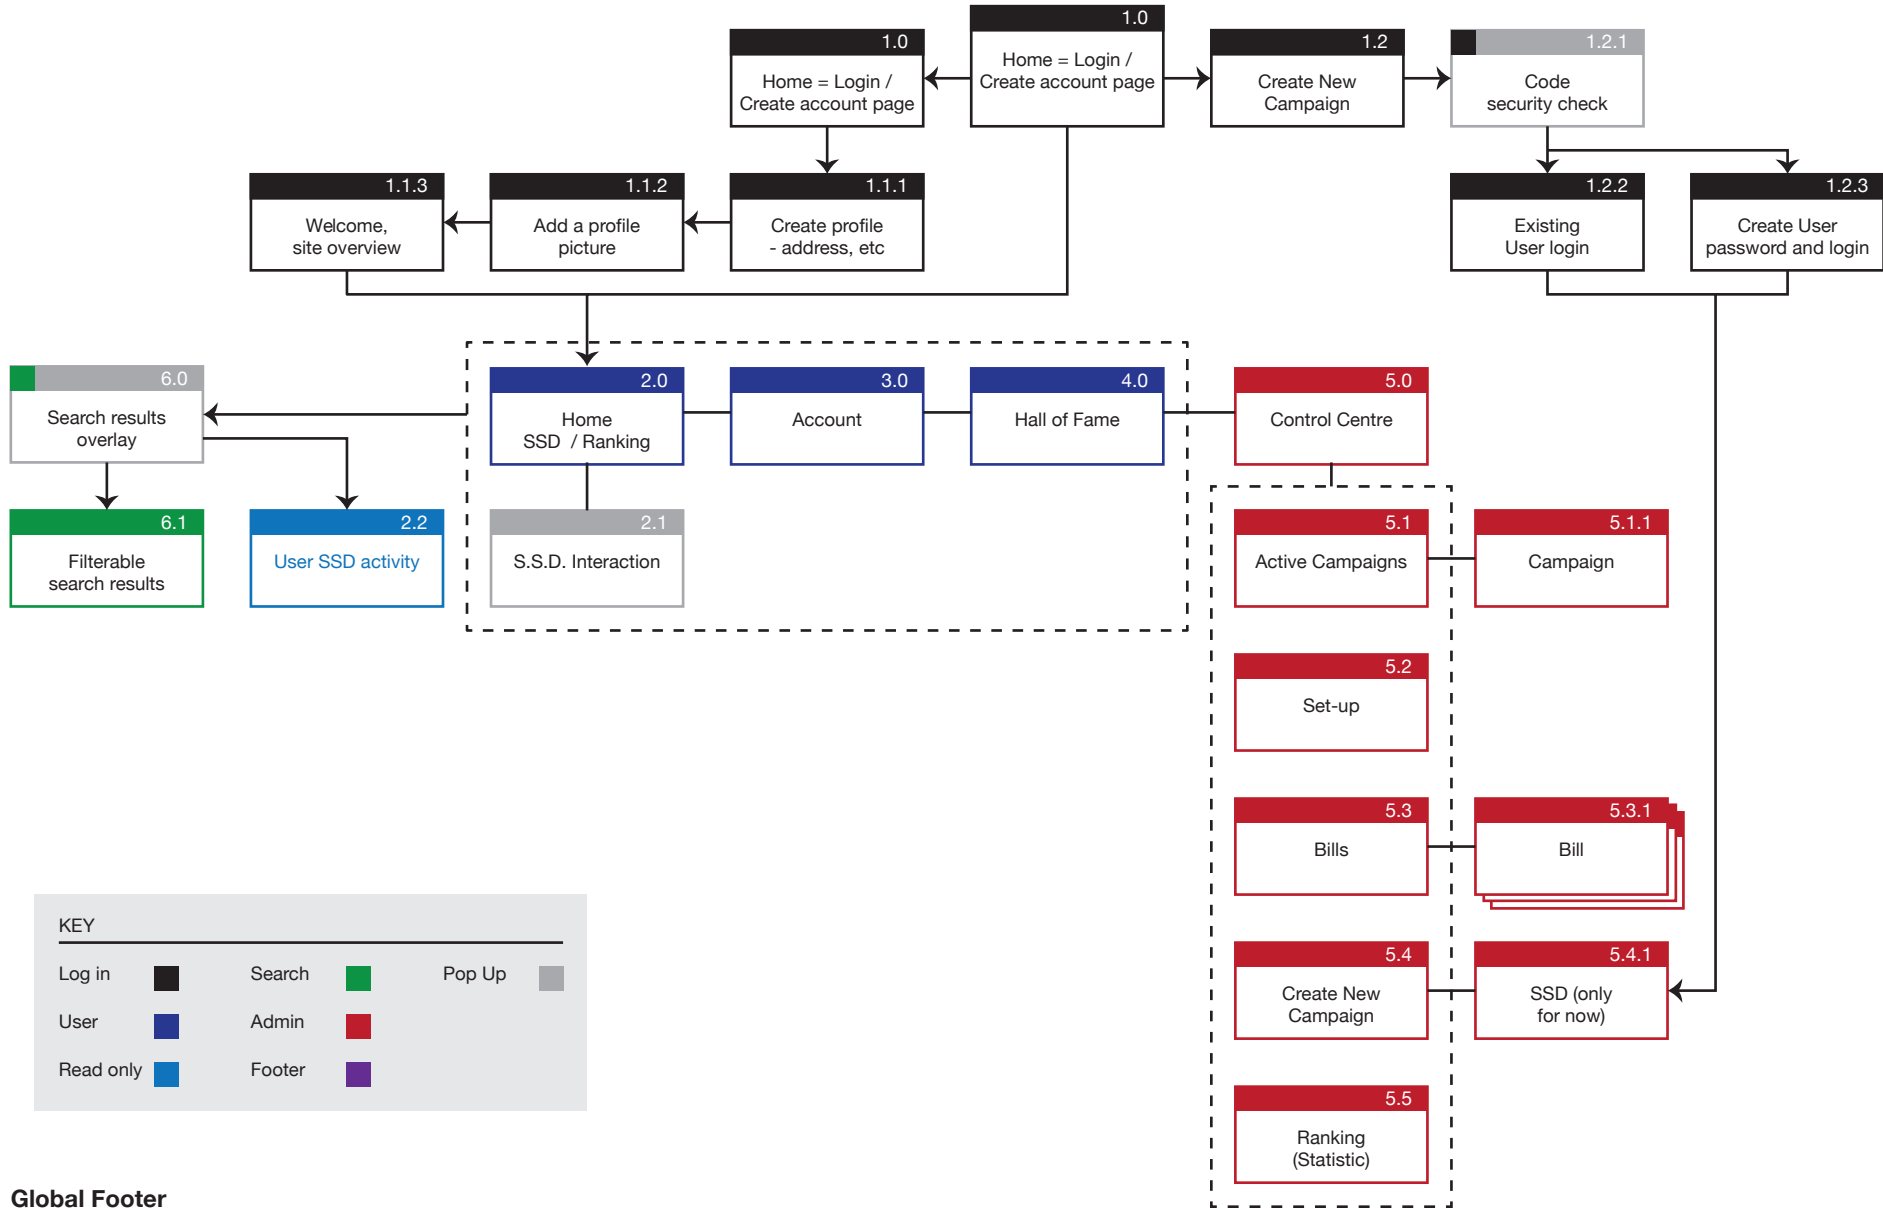 1.0
Home = Login /
Create account page
1.0
Home = Login /
Create account page
1.2
Create New
Campaign
1.2.1
Code
security check
1.1.3
Welcome,
site overview
1.1.2
Add a profile
picture
1.1.1
Create profile
- address, etc
1.2.2
Existing
User login
1.2.3
Create User
password and login
6.0
Search results
overlay
2.0
Home
SSD / Ranking
3.0
Account
4.0
Hall of Fame
5.0
Control Centre
6.1
Filterable
search results
2.2
User SSD activity
2.1
S.S.D. Interaction
5.1
Active Campaigns
5.1.1
Campaign
5.2
Set-up
5.3
Bills
5.3.1
Bill
5.4
Create New
Campaign
5.4.1
SSD (only
for now)
5.5
Ranking
(Statistic)
KEY
Log in
Search
Pop Up
User
Admin
Read only
Footer
Global Footer